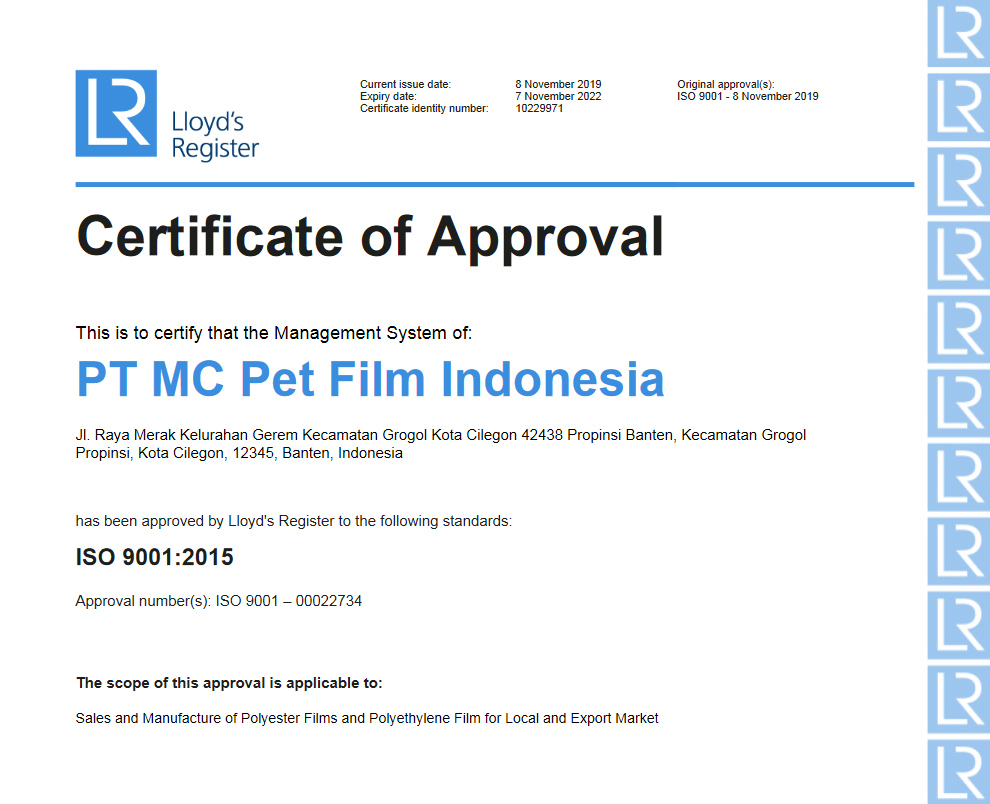 LR
Lloyd's
Register
Current issue date: 8 November 2019
Expiry date: 7 November 2022
Certificate identity number: 10229971
Original approval(s):
ISO 9001 - 8 November 2019
Certificate of Approval
This is to certify that the Management System of:
PT MC Pet Film Indonesia
Jl. Raya Merak Kelurahan Gerem Kecamatan Grogol Kota Cilegon 42438 Propinsi Banten, Kecamatan Grogol
Propinsi, Kota Cilegon, 12345, Banten, Indonesia
has been approved by Lloyd's Register to the following standards:
ISO 9001:2015
Approval number(s): ISO 9001 – 00022734
The scope of this approval is applicable to:
Sales and Manufacture of Polyester Films and Polyethylene Film for Local and Export Market
LR
LR
LR
LR
LR
LR
LR
LR
LR
LR
LR